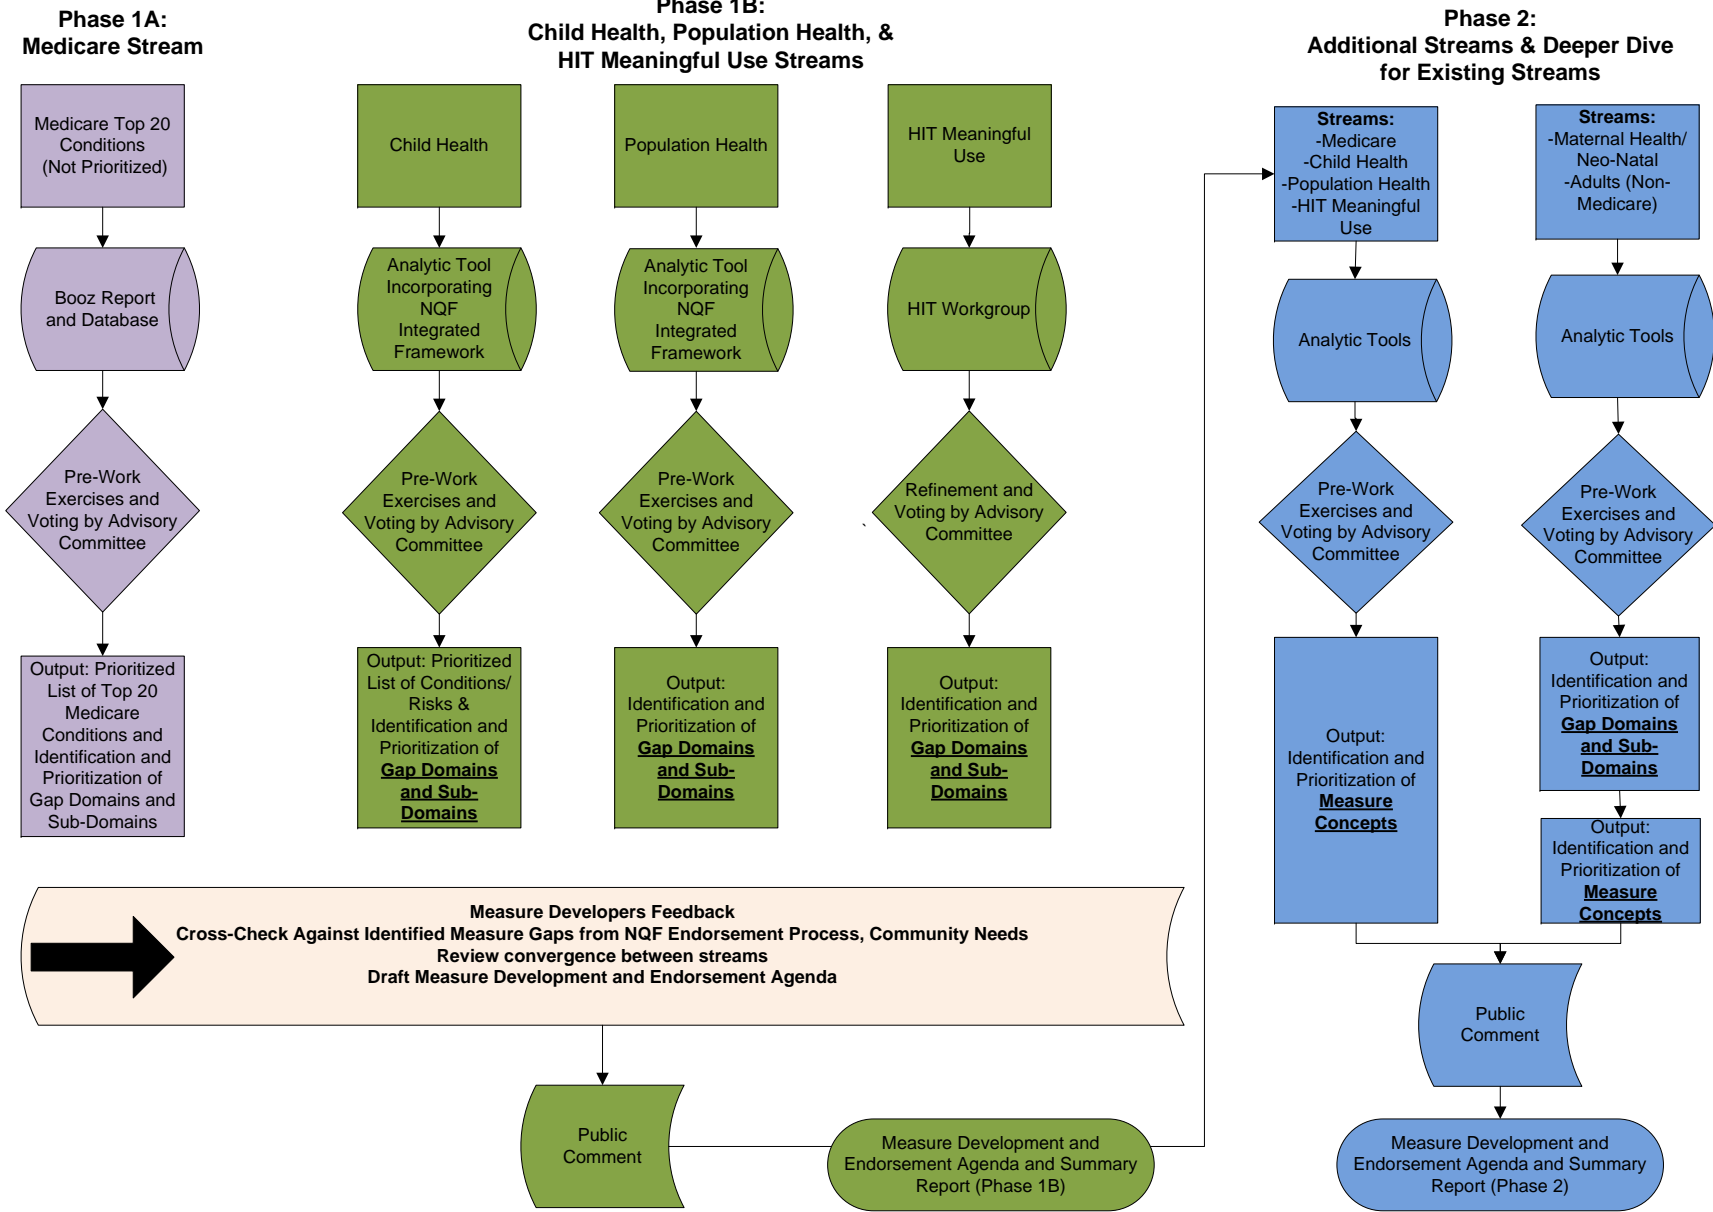 Phase 1A:
Medicare Stream
Phase 1B:
Child Health, Population Health, &
HIT Meaningful Use Streams
Phase 2:
Additional Streams & Deeper Dive
for Existing Streams
Medicare Top 20
Conditions
(Not Prioritized)
Child Health
Population Health
HIT Meaningful
Use
Streams:
-Medicare
-Child Health
-Population Health
-HIT Meaningful
Use
Streams:
-Maternal Health/
Neo-Natal
-Adults (Non-
Medicare)
Booz Report
and Database
Analytic Tool
Incorporating
NQF
Integrated
Framework
Analytic Tool
Incorporating
NQF
Integrated
Framework
HIT Workgroup
Analytic Tools
Analytic Tools
Pre-Work
Exercises and
Voting by Advisory
Committee
Pre-Work
Exercises and
Voting by Advisory
Committee
Pre-Work
Exercises and
Voting by Advisory
Committee
`
Refinement and
Voting by Advisory
Committee
Pre-Work
Exercises and
Voting by Advisory
Committee
Pre-Work
Exercises and
Voting by Advisory
Committee
Output: Prioritized
List of Top 20
Medicare
Conditions and
Identification and
Prioritization of
Gap Domains and
Sub-Domains
Output: Prioritized
List of Conditions/
Risks &
Identification and
Prioritization of
Gap Domains
and Sub-
Domains
Output:
Identification and
Prioritization of
Gap Domains
and Sub-
Domains
Output:
Identification and
Prioritization of
Gap Domains
and Sub-
Domains
Output:
Identification and
Prioritization of
Measure
Concepts
Output:
Identification and
Prioritization of
Gap Domains
and Sub-
Domains
Output:
Identification and
Prioritization of
Measure
Concepts
Measure Developers Feedback
Cross-Check Against Identified Measure Gaps from NQF Endorsement Process, Community Needs
Review convergence between streams
Draft Measure Development and Endorsement Agenda
Public
Comment
Measure Development and
Endorsement Agenda and Summary
Report (Phase 1B)
Public
Comment
Measure Development and
Endorsement Agenda and Summary
Report (Phase 2)